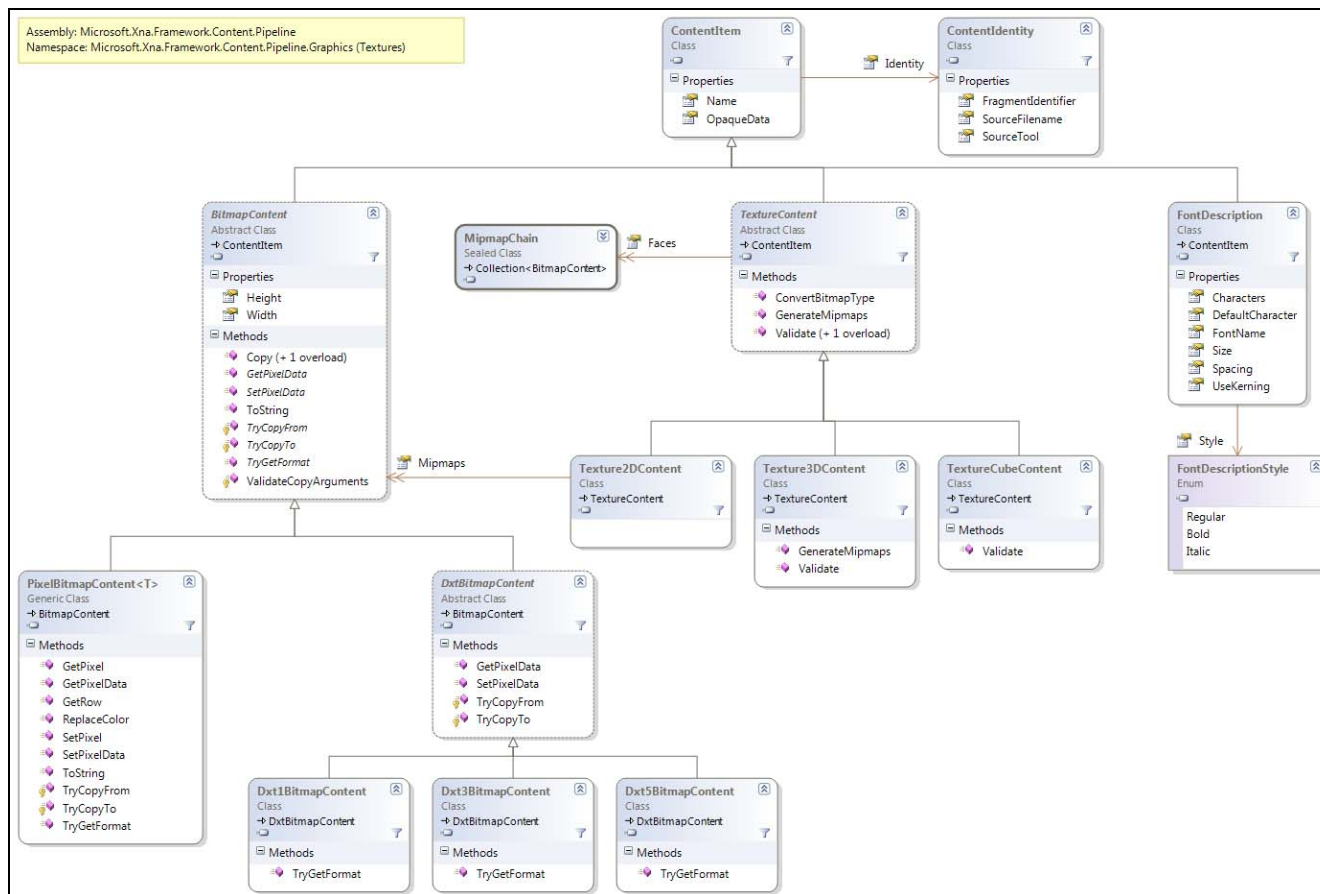 Assembly: Microsoft.Xna.Framework.Content.Pipeline
Namespace: Microsoft.Xna.Framework.Content.Pipeline.Graphics (Textures)
ContentItem
Class
Properties
Name
OpaqueData
Identity
ContentIdentity
Class
Properties
FragmentIdentifier
SourceFilename
SourceTool
BitmapContent
Abstract Class
ContentItem
Properties
Height
Width
Methods
Copy (+ 1 overload)
GetPixelData
SetPixelData
ToString
TryCopyFrom
TryCopyTo
TryGetFormat
ValidateCopyArguments
MipmapChain
Sealed Class
Collection<BitmapContent>
Faces
TextureContent
Abstract Class
ContentItem
Methods
ConvertBitmapType
GenerateMipmaps
Validate (+ 1 overload)
FontDescription
Class
ContentItem
Properties
Characters
DefaultCharacter
FontName
Size
Spacing
UseKerning
Style
Mipmaps
Texture2DContent
Class
TextureContent
Texture3DContent
Class
TextureContent
Methods
GenerateMipmaps
Validate
TextureCubeContent
Class
TextureContent
Methods
Validate
FontDescriptionStyle
Enum
Regular
Bold
Italic
PixelBitmapContent<T>
Generic Class
BitmapContent
Methods
GetPixel
GetPixelData
GetRow
ReplaceColor
SetPixel
SetPixelData
ToString
TryCopyFrom
TryCopyTo
TryGetFormat
DxtBitmapContent
Abstract Class
BitmapContent
Methods
GetPixelData
SetPixelData
TryCopyFrom
TryCopyTo
Dxt1BitmapContent
Class
DxtBitmapContent
Methods
TryGetFormat
Dxt3BitmapContent
Class
DxtBitmapContent
Methods
TryGetFormat
Dxt5BitmapContent
Class
DxtBitmapContent
Methods
TryGetFormat